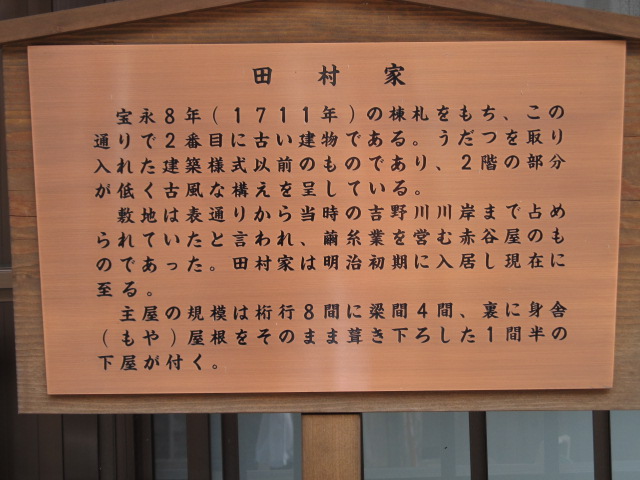 田村家
宝永8年(1711年)の棟札をもち、この
通りで2番目に古い建物である。うだつを取り
入れた建築様式以前のものであり、2階の部分
が低く古風な構えを呈している。
敷地は表通りから当時の吉野川川岸まで占め
られていたと言われ、繭糸業を営む赤谷屋のも
のであった。田村家は明治初期に入居し現在に
至る。
主屋の規模は桁行8間に梁間4間、裏に身舎
(もや)屋根をそのまま葺き下ろした1間半の
下屋が付く。